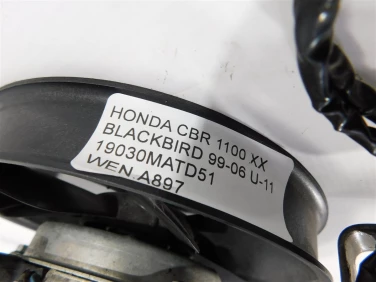 HONDA CBR 1100 XX
BLACKBIRD 99-06 U-11
19030MATD51
WEN A897